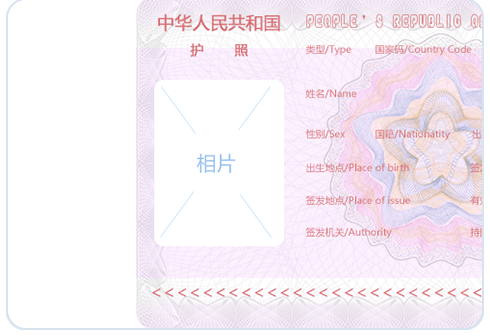 中华人民共和国 PEOPLE'S REPUBLIC
护 照 类型/Type 国家码/Country Code
姓名/Name
相片
性别/Sex 国籍/Nationatity 出
出生地点/Place of birth 签
签发地点/Place of issue 有
签发机关/Authority 持
<<<<<<<<<<<<<<<<<<<<<<<<<<